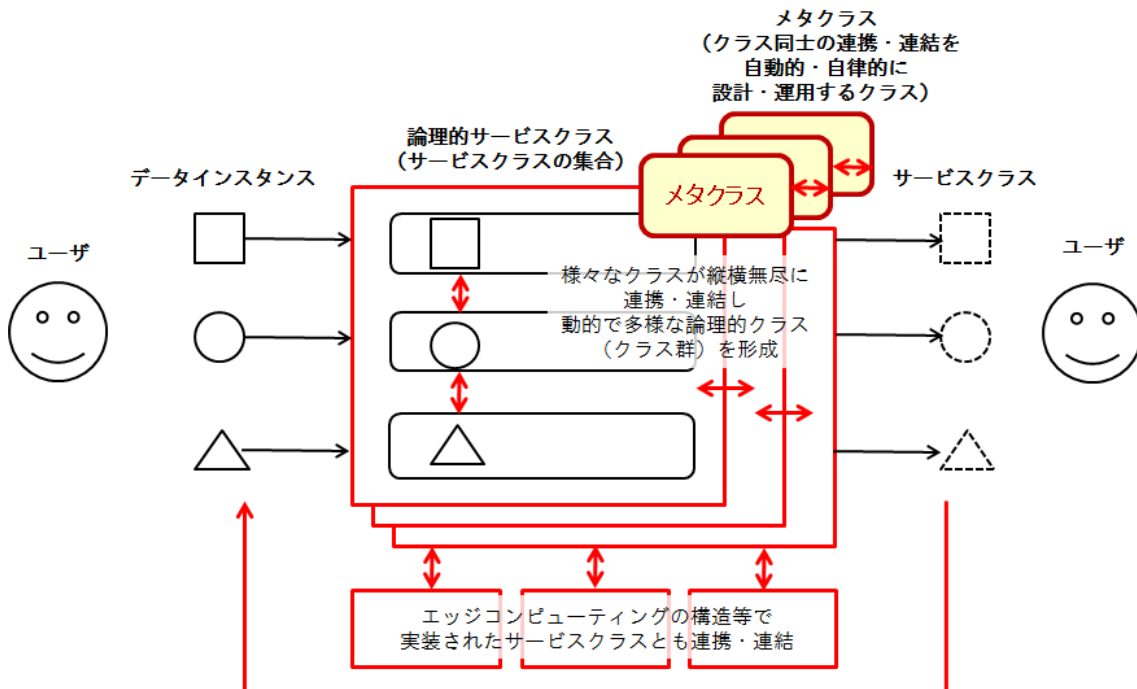 メタクラス
（クラス同士の連携・連結を
自動的・自律的に
設計・運用するクラス）
論理的サービスクラス
（サービスクラスの集合）
データインスタンス
メタクラス
サービスクラス
ユーザ
ユーザ
様々なクラスが縦横無尽に
連携・連結し
動的で多様な論理的クラス
（クラス群）を形成
エッジコンピューティングの構造等で
実装されたサービスクラスとも連携・連結